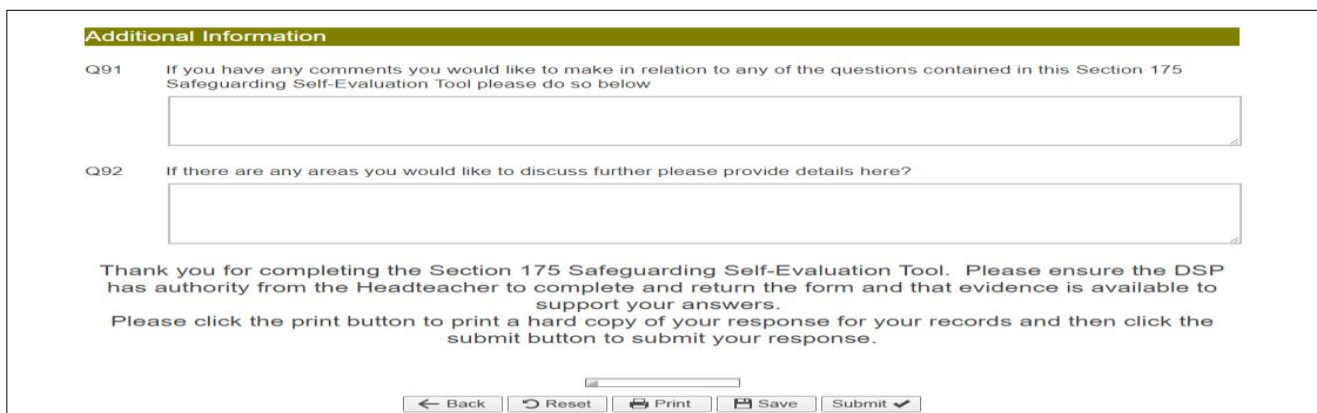 Additional Information
Q91 If you have any comments you would like to make in relation to any of the questions contained in this Section 175
Safeguarding Self-Evaluation Tool please do so below
Q92 If there are any areas you would like to discuss further please provide details here?
Thank you for completing the Section 175 Safeguarding Self-Evaluation Tool. Please ensure the DSP
has authority from the Headteacher to complete and return the form and that evidence is available to
support your answers.
Please click the print button to print a hard copy of your response for your records and then click the
submit button to submit your response.
Back Reset Print Save Submit